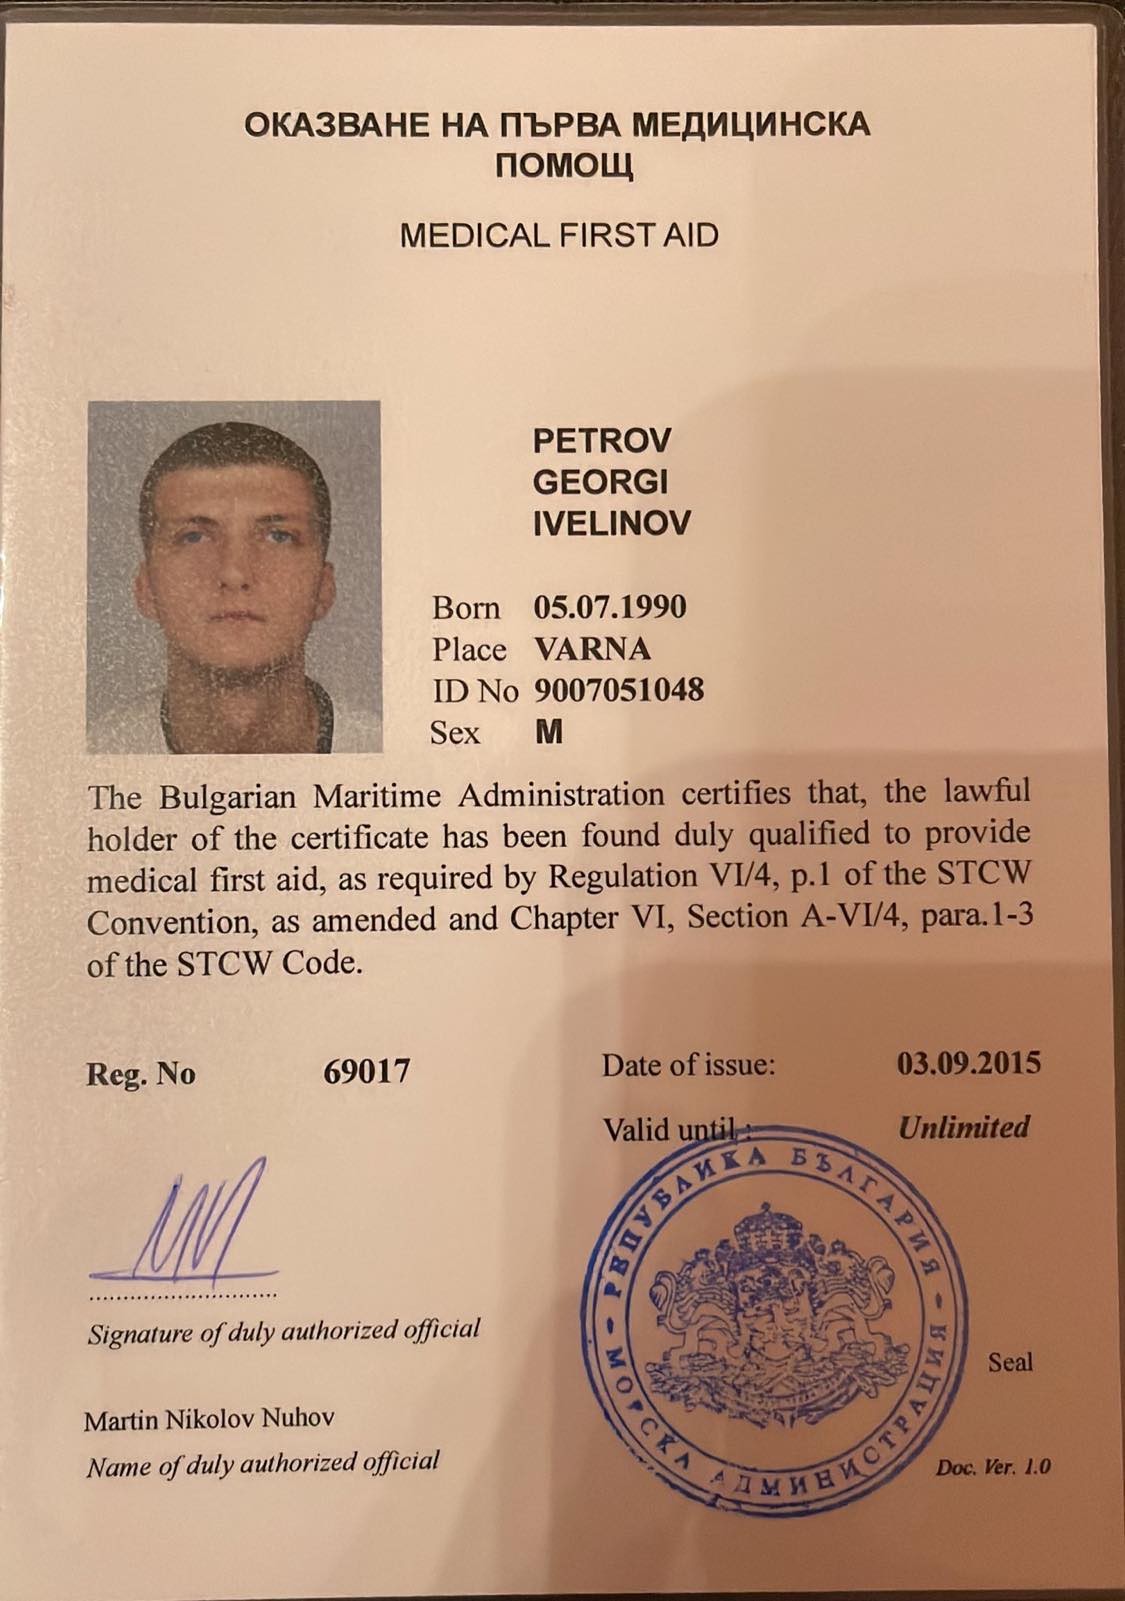 ОКАЗВАНЕ НА ПЪРВА МЕДИЦИНСКА
ПОМОЩ
MEDICAL FIRST AID
PETROV
GEORGI
IVELINOV
Born 05.07.1990
Place VARNA
ID No 9007051048
Sex M
The Bulgarian Maritime Administration certifies that, the lawful
holder of the certificate has been found duly qualified to provide
medical first aid, as required by Regulation VI/4, p.1 of the STCW
Convention, as amended and Chapter VI, Section A-VI/4, para.1-3
of the STCW Code.
Reg. No 69017
Date of issue: 03.09.2015
Valid until : Unlimited
РЕПУБЛИКА БЪЛГАРИЯ
МОРСКА АДМИНИСТРАЦИЯ
Signature of duly authorized official
Seal
Martin Nikolov Nuhov
Name of duly authorized official
Doc. Ver. 1.0